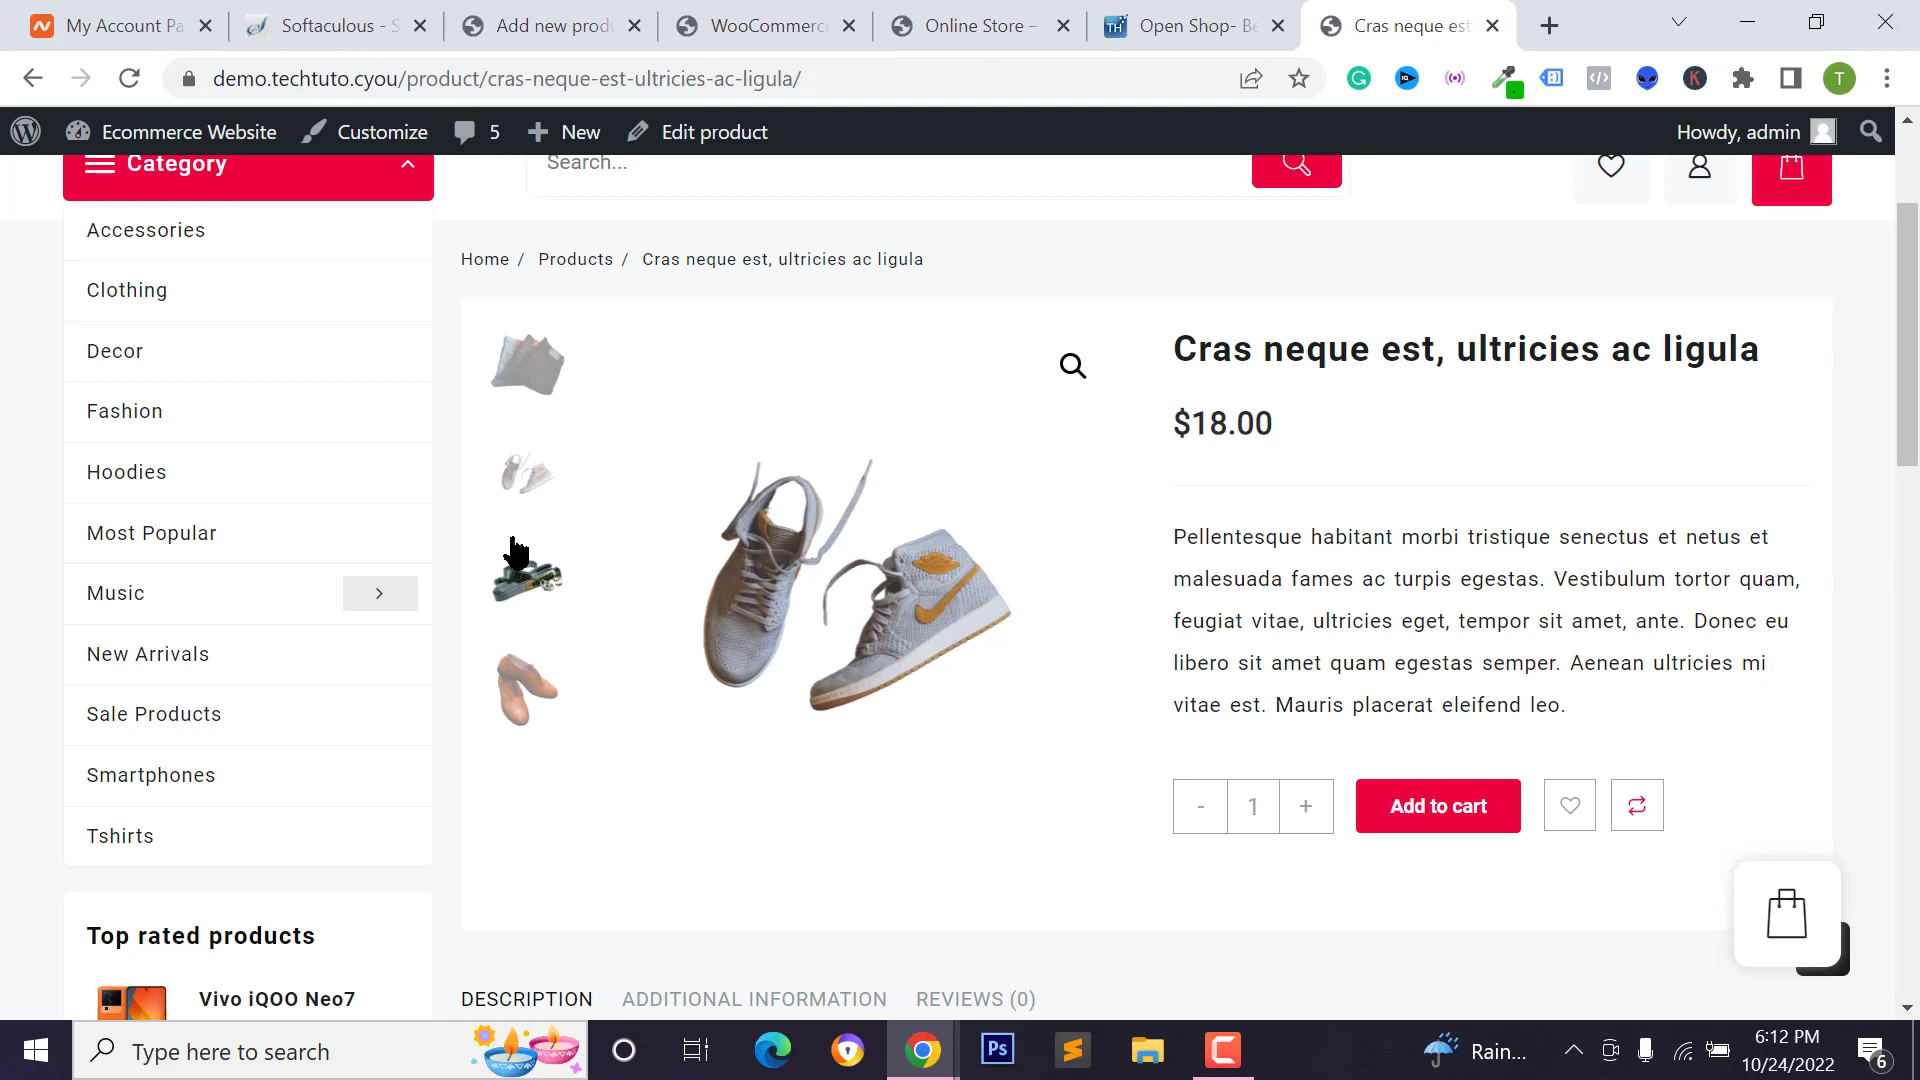 My Account Pa
Softaculous - S
Add new prod
WooCommerc
Online Store –
Open Shop- Be
Cras neque est
demo.techtuto.cyou/product/cras-neque-est-ultricies-ac-ligula/
T
Ecommerce Website
Customize
5
New
Edit product
Howdy, admin
Category
Search...
Accessories
Clothing
Decor
Fashion
Hoodies
Most Popular
Music
New Arrivals
Sale Products
Smartphones
Tshirts
Top rated products
Vivo iQOO Neo7
Home / Products / Cras neque est, ultricies ac ligula
Cras neque est, ultricies ac ligula
$18.00
Pellentesque habitant morbi tristique senectus et netus et
malesuada fames ac turpis egestas. Vestibulum tortor quam,
feugiat vitae, ultricies eget, tempor sit amet, ante. Donec eu
libero sit amet quam egestas semper. Aenean ultricies mi
vitae est. Mauris placerat eleifend leo.
- 1 +
Add to cart
DESCRIPTION
ADDITIONAL INFORMATION
REVIEWS (0)
Type here to search
Ps
Rain...
6:12 PM
10/24/2022
6